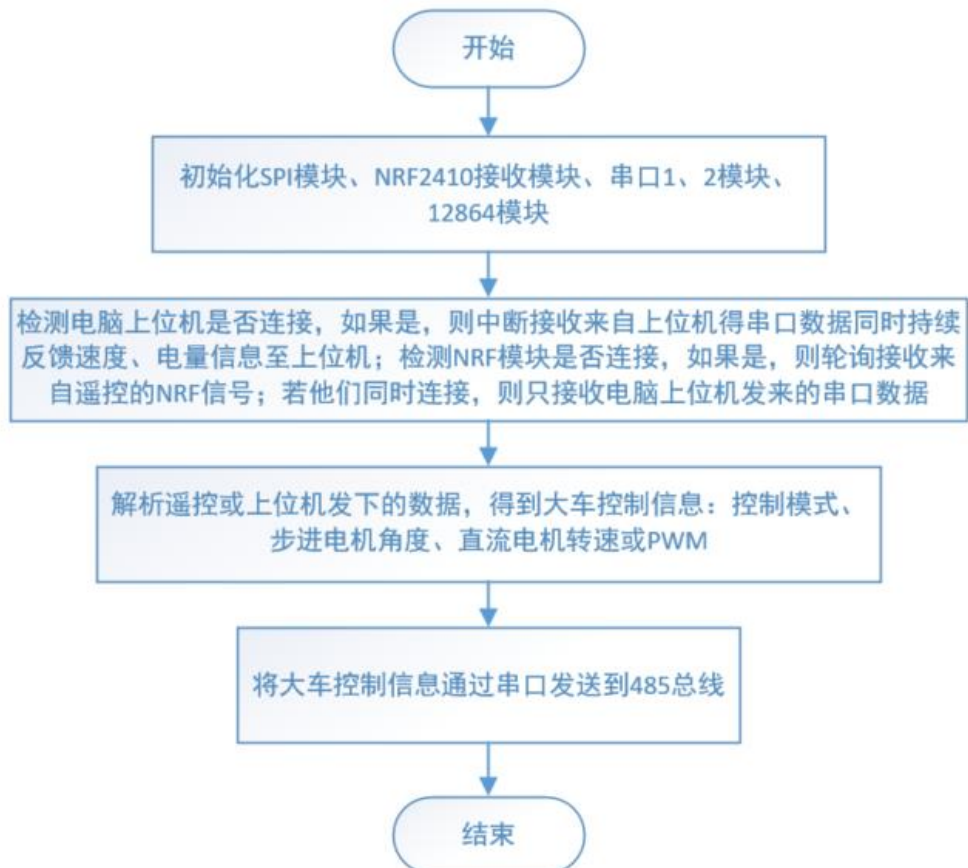 开始
初始化SPI模块、NRF2410接收模块、串口1、2模块、
12864模块
检测电脑上位机是否连接，如果是，则中断接收来自上位机得串口数据同时持续
反馈速度、电量信息至上位机；检测NRF模块是否连接，如果是，则轮询接收来
自遥控的NRF信号；若他们同时连接，则只接收电脑上位机发来的串口数据
解析遥控或上位机发下的数据，得到大车控制信息：控制模式、
步进电机角度、直流电机转速或PWM
将大车控制信息通过串口发送到485总线
结束